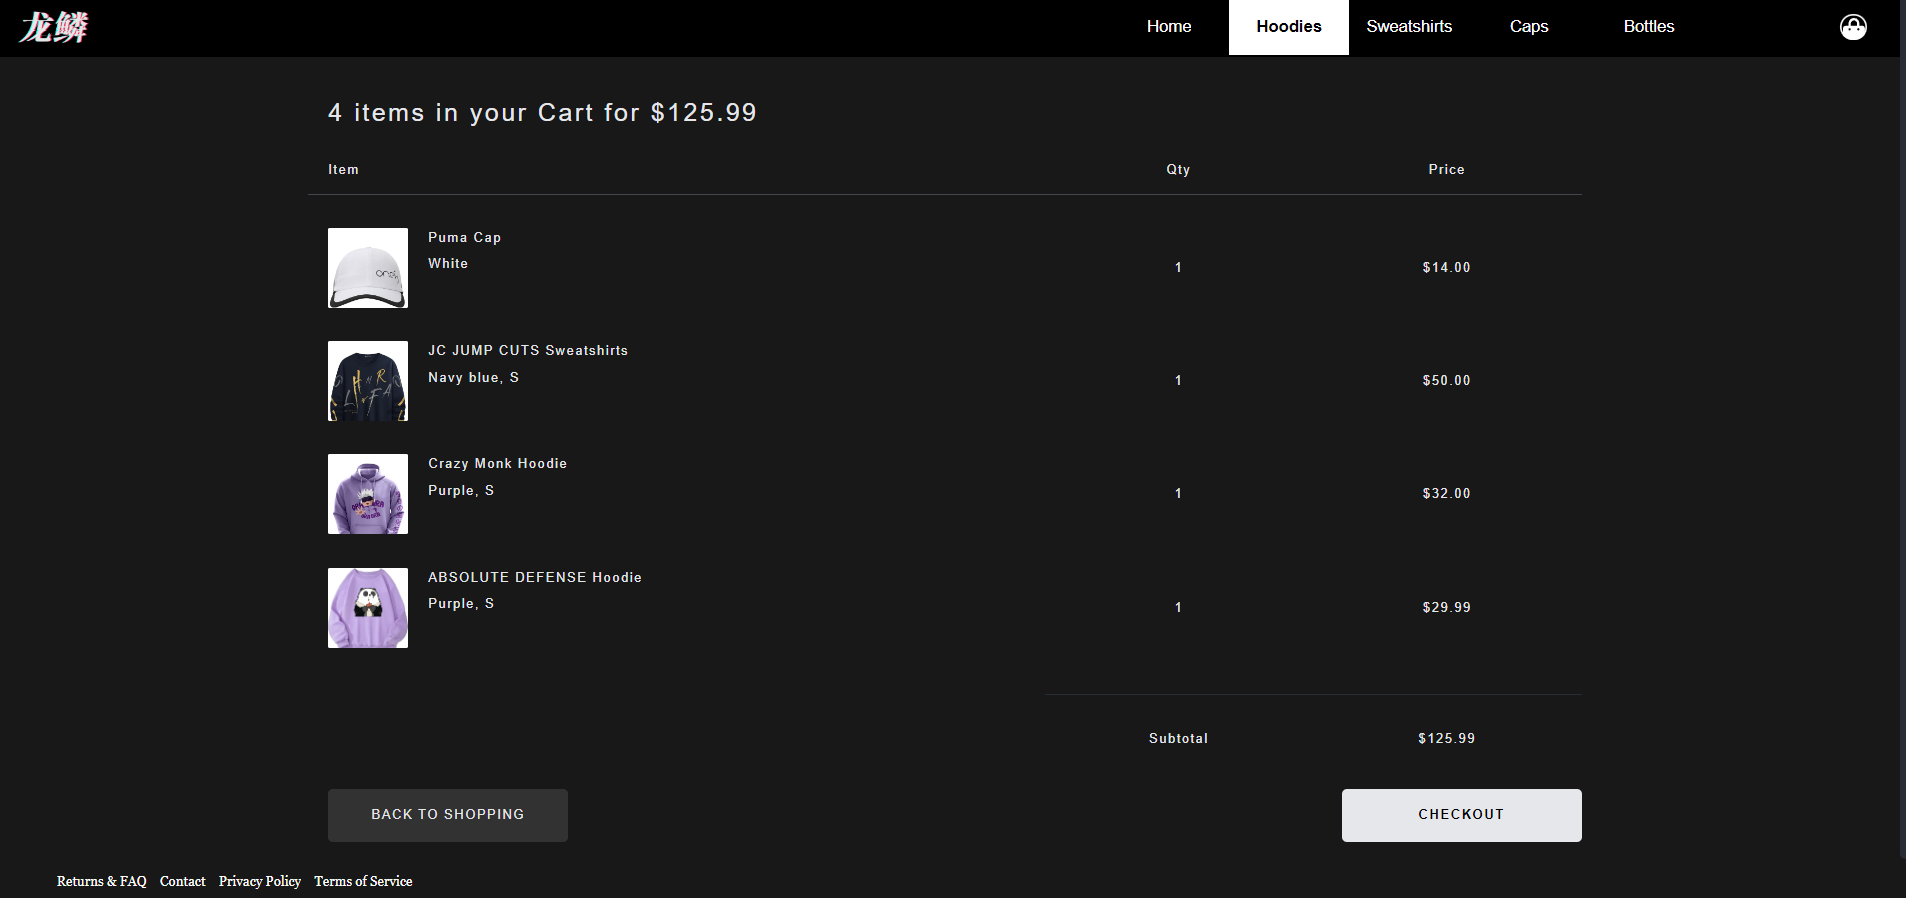 龙鳞
Home Hoodies Sweatshirts Caps Bottles
4 items in your Cart for $125.99
Item Qty Price
Puma Cap
White
1 $14.00
JC JUMP CUTS Sweatshirts
Navy blue, S
1 $50.00
Crazy Monk Hoodie
Purple, S
1 $32.00
ABSOLUTE DEFENSE Hoodie
Purple, S
1 $29.99
Subtotal $125.99
BACK TO SHOPPING CHECKOUT
Returns & FAQ Contact Privacy Policy Terms of Service